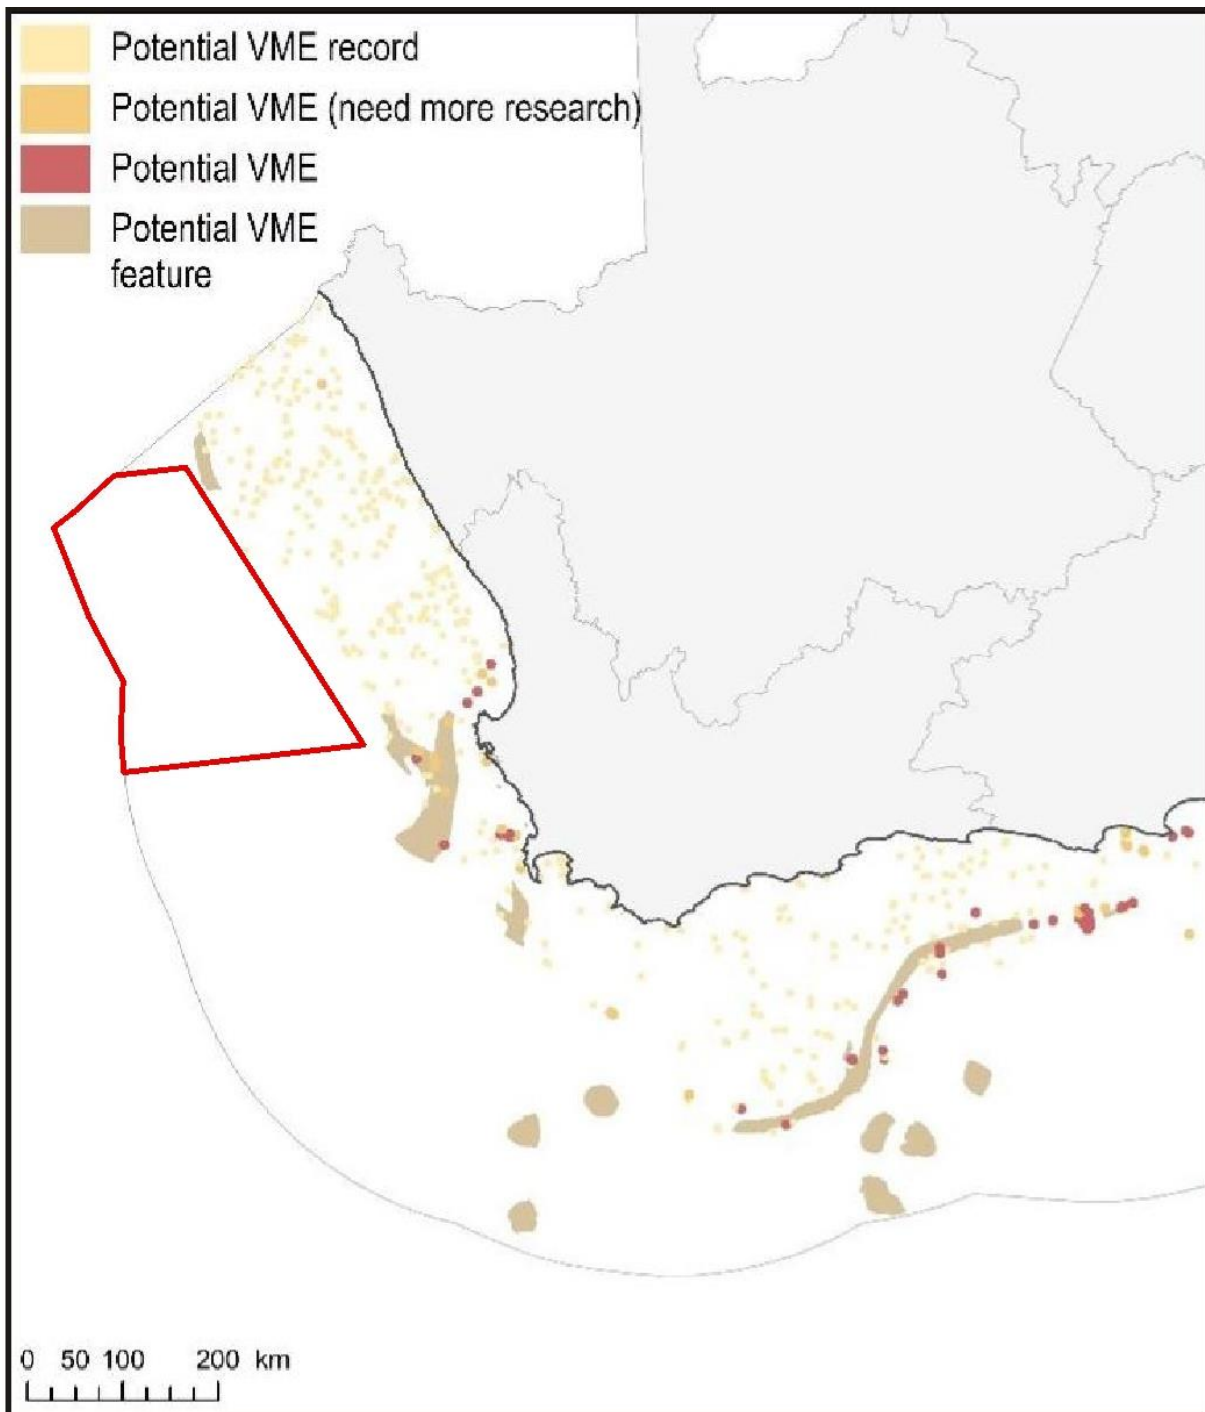 Potential VME record
Potential VME (need more research)
Potential VME
Potential VME
feature
0 50 100 200 km